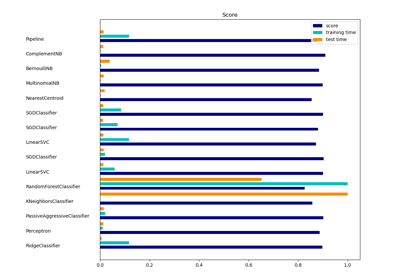 Score
score
training time
test time
Pipeline
ComplementNB
BernoulliNB
MultinomialNB
NearestCentroid
SGDClassifier
SGDClassifier
LinearSVC
SGDClassifier
LinearSVC
RandomForestClassifier
KNeighborsClassifier
PassiveAggressiveClassifier
Perceptron
RidgeClassifier
0.0 0.2 0.4 0.6 0.8 1.0